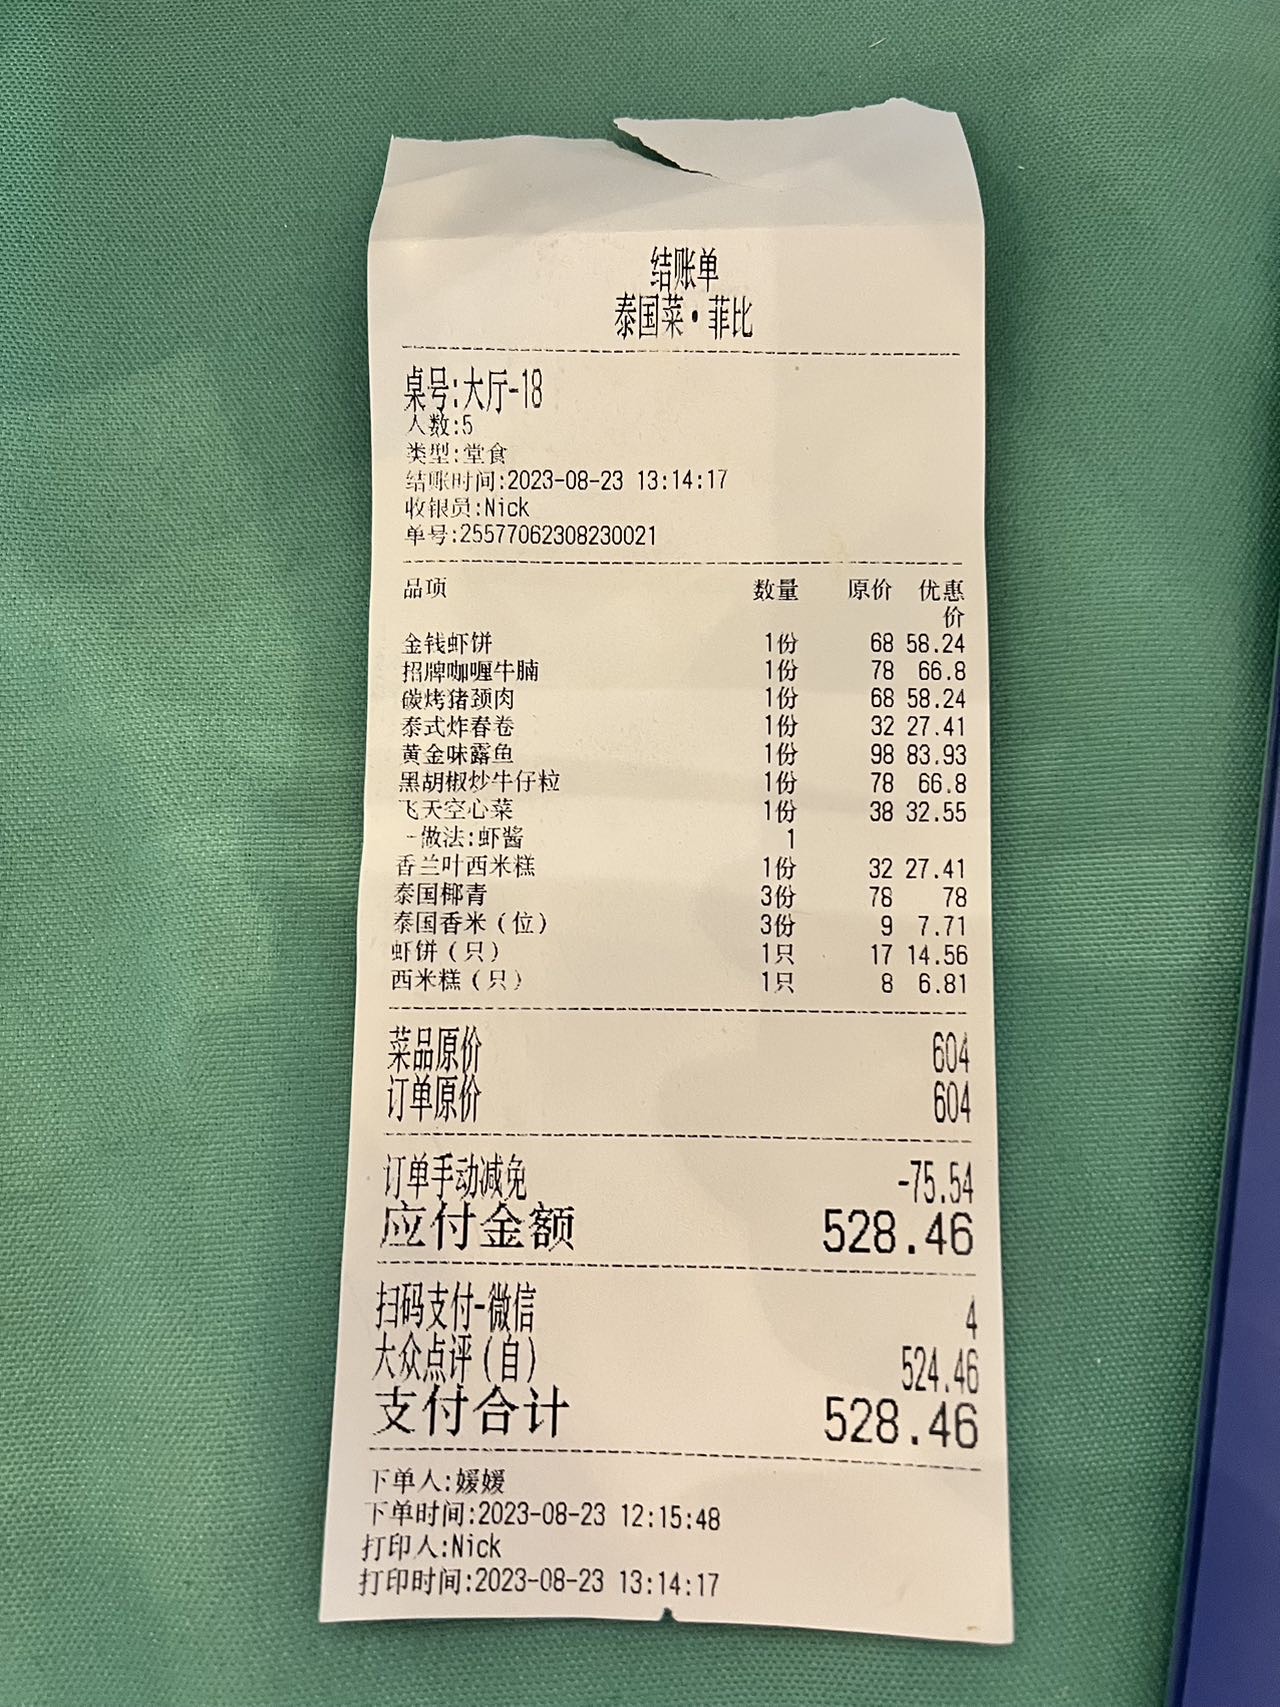 结账单
泰国菜·菲比
桌号:大厅-18
人数:5
类型:堂食
结账时间:2023-08-23 13:14:17
收银员:Nick
单号:25577062308230021
品项 数量 原价 优惠
价
金钱虾饼 1份 68 58.24
招牌咖喱牛腩 1份 78 66.8
碳烤猪颈肉 1份 68 58.24
泰式炸春卷 1份 32 27.41
黄金味露鱼 1份 98 83.93
黑胡椒炒牛仔粒 1份 78 66.8
飞天空心菜 1份 38 32.55
-做法:虾酱 1
香兰叶西米糕 1份 32 27.41
泰国椰青 3份 78 78
泰国香米(位) 3份 9 7.71
虾饼(只) 1只 17 14.56
西米糕(只) 1只 8 6.81
菜品原价 604
订单原价 604
订单手动减免 -75.54
应付金额 528.46
扫码支付-微信 4
大众点评(自) 524.46
支付合计 528.46
下单人:媛媛
下单时间:2023-08-23 12:15:48
打印人:Nick
打印时间:2023-08-23 13:14:17